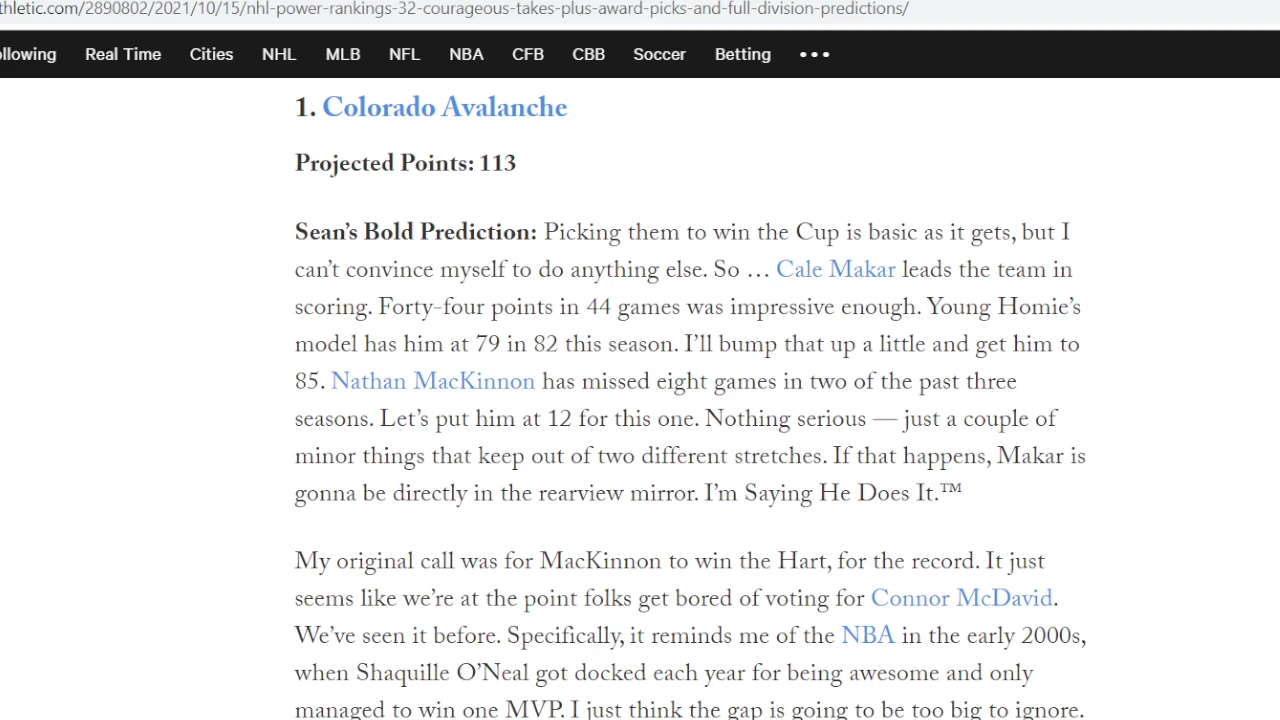 thletic.com/2890802/2021/10/15/nhl-power-rankings-32-courageous-takes-plus-award-picks-and-full-division-predictions/
ollowing Real Time Cities NHL MLB NFL NBA CFB CBB Soccer Betting •••
1. Colorado Avalanche
Projected Points: 113
Sean’s Bold Prediction: Picking them to win the Cup is basic as it gets, but I
can’t convince myself to do anything else. So … Cale Makar leads the team in
scoring. Forty-four points in 44 games was impressive enough. Young Homie’s
model has him at 79 in 82 this season. I’ll bump that up a little and get him to
85. Nathan MacKinnon has missed eight games in two of the past three
seasons. Let’s put him at 12 for this one. Nothing serious — just a couple of
minor things that keep out of two different stretches. If that happens, Makar is
gonna be directly in the rearview mirror. I’m Saying He Does It.™
My original call was for MacKinnon to win the Hart, for the record. It just
seems like we’re at the point folks get bored of voting for Connor McDavid.
We’ve seen it before. Specifically, it reminds me of the NBA in the early 2000s,
when Shaquille O’Neal got docked each year for being awesome and only
managed to win one MVP. I just think the gap is going to be too big to ignore.